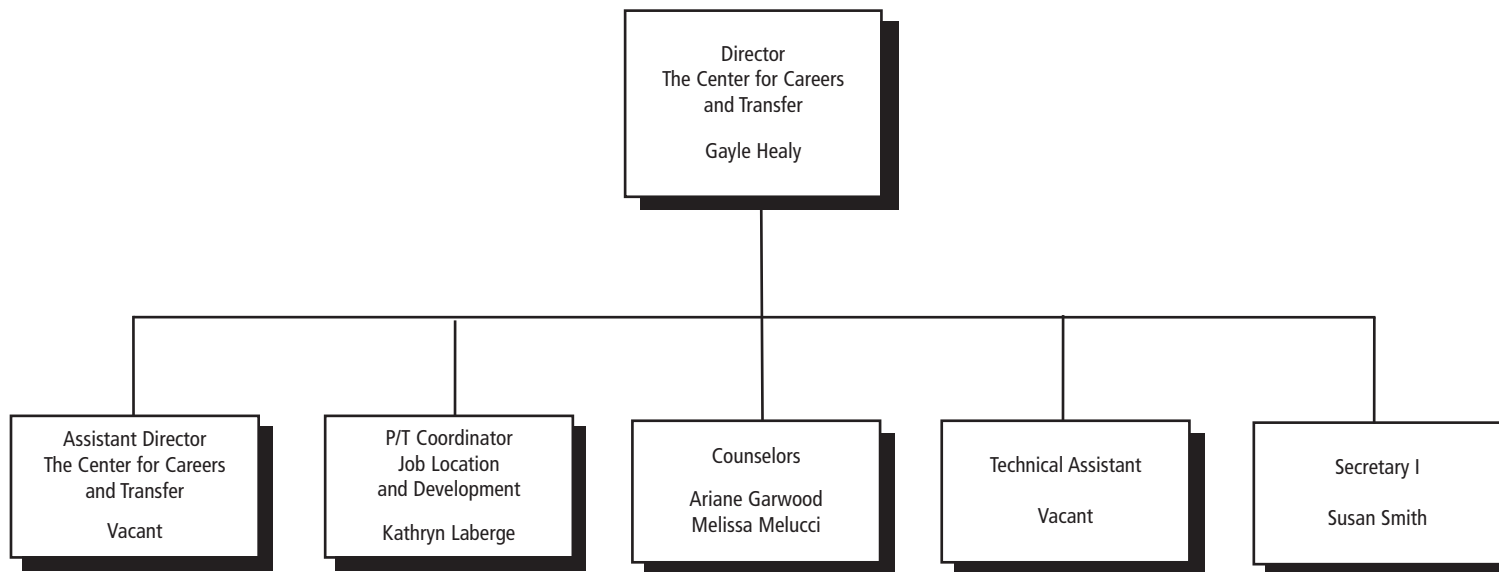 Director
The Center for Careers
and Transfer
Gayle Healy
Assistant Director
The Center for Careers
and Transfer
Vacant
P/T Coordinator
Job Location
and Development
Kathryn Laberge
Counselors
Ariane Garwood
Melissa Melucci
Technical Assistant
Vacant
Secretary I
Susan Smith